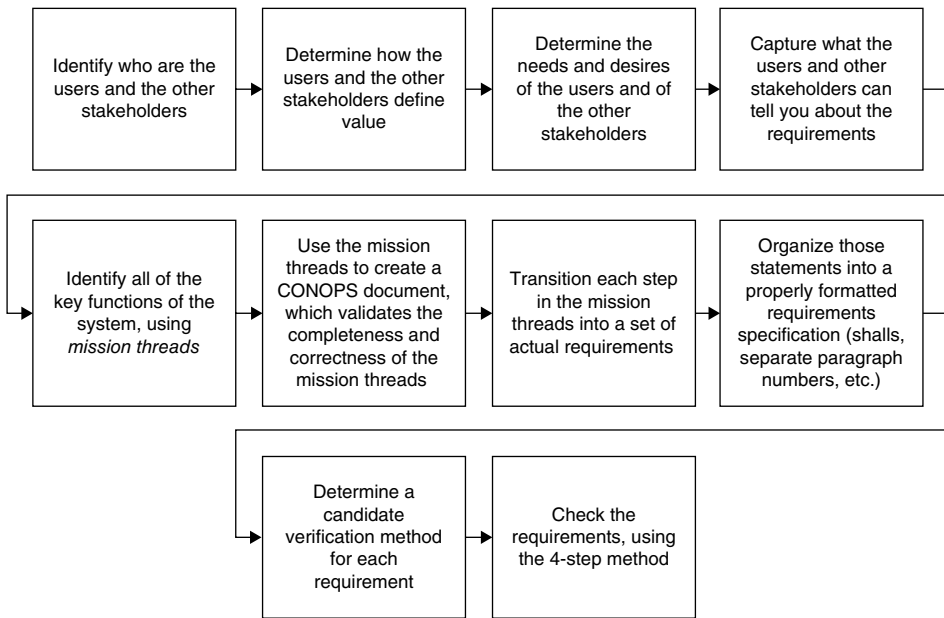 Identify who are the
users and the other
stakeholders
Determine how the
users and the other
stakeholders define
value
Determine the
needs and desires
of the users and of
the other
stakeholders
Capture what the
users and other
stakeholders can
tell you about the
requirements
Identify all of the
key functions of the
system, using
mission threads
Use the mission
threads to create a
CONOPS document,
which validates the
completeness and
correctness of the
mission threads
Transition each step
in the mission
threads into a set of
actual requirements
Organize those
statements into a
properly formatted
requirements
specification (shalls,
separate paragraph
numbers, etc.)
Determine a
candidate
verification method
for each
requirement
Check the
requirements, using
the 4-step method